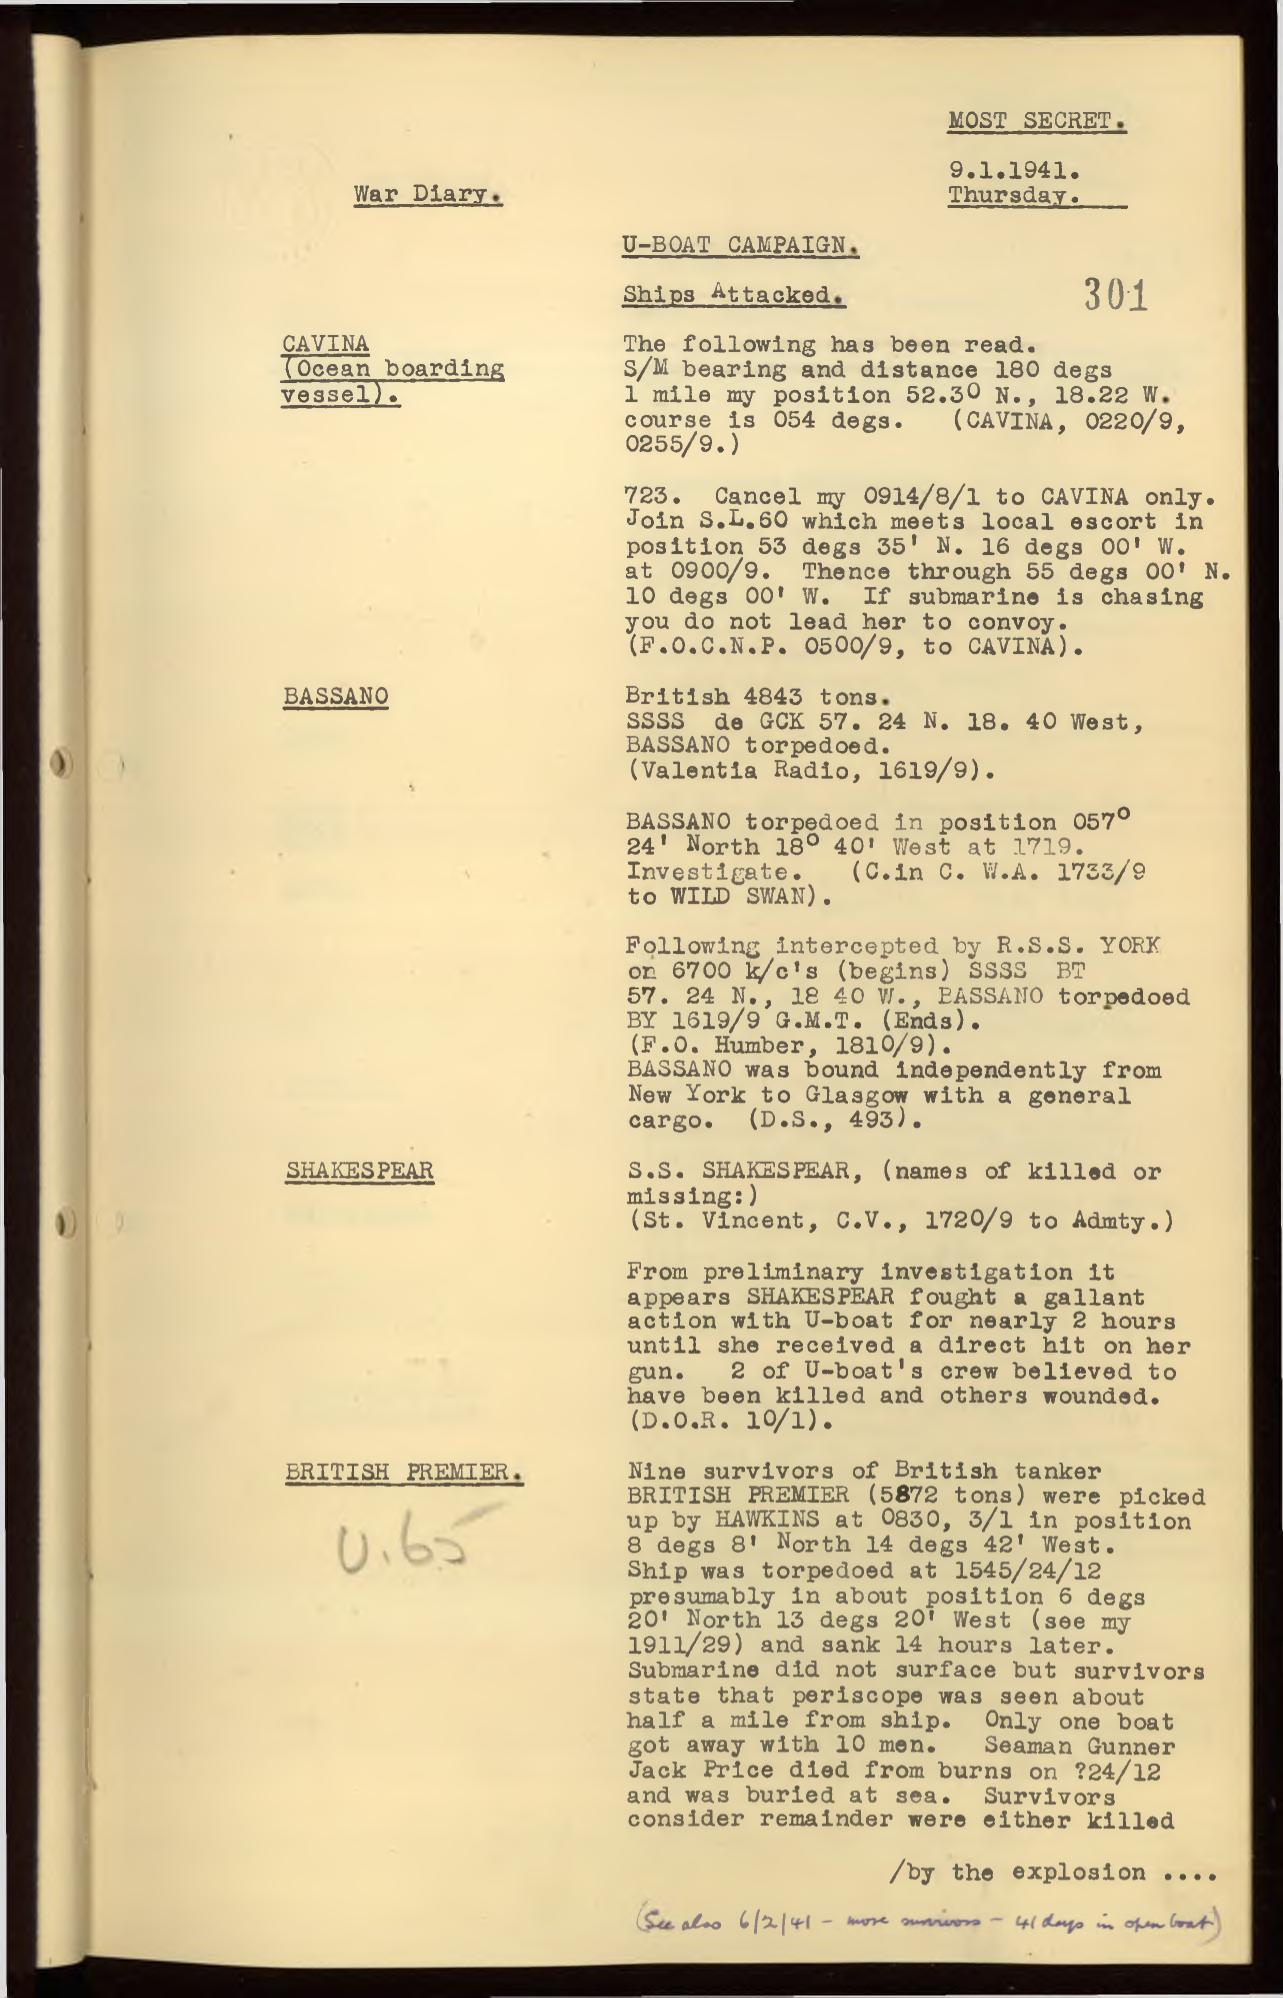 MOST SECRET.
9.1.1941.
War Diary.
Thursday.
U-BOAT CAMPAIGN.
Ships Attacked.
301
CAVINA
(Ocean boarding
vessel).
The following has been read.
S/M bearing and distance 180 degs
1 mile my position 52.30 N., 18.22 W.
course is 054 degs. (CAVINA, 0220/9,
0255/9.)
723. Cancel my 0914/8/1 to CAVINA only.
Join S.L.60 which meets local escort in
position 53 degs 35' N. 16 degs 00' W.
at 0900/9. Thence through 55 degs 00' N.
10 degs 00' W. If submarine is chasing
you do not lead her to convoy.
(F.O.C.N.P. 0500/9, to CAVINA).
BASSANO
British 4843 tons.
SSSS de GCK 57. 24 N. 18. 40 West,
BASSANO torpedoed.
(Valentia Radio, 1619/9).
BASSANO torpedoed in position 057°
24' North 18° 40' West at 1719.
Investigate. (C.in C. W.A. 1733/9
to WILD SWAN).
Following intercepted by R.S.S. YORK
on 6700 k/c's (begins) SSSS BT
57. 24 N., 18 40 W., BASSANO torpedoed
BY 1619/9 G.M.T. (Ends).
(F.O. Humber, 1810/9).
BASSANO was bound independently from
New York to Glasgow with a general
cargo. (D.S., 493).
SHAKESPEAR
S.S. SHAKESPEAR, (names of killed or
missing:)
(St. Vincent, C.V., 1720/9 to Admty.)
From preliminary investigation it
appears SHAKESPEAR fought a gallant
action with U-boat for nearly 2 hours
until she received a direct hit on her
gun. 2 of U-boat's crew believed to
have been killed and others wounded.
(D.O.R. 10/1).
BRITISH PREMIER.
U.65
Nine survivors of British tanker
BRITISH PREMIER (5872 tons) were picked
up by HAWKINS at 0830, 3/1 in position
8 degs 8' North 14 degs 42' West.
Ship was torpedoed at 1545/24/12
presumably in about position 6 degs
20' North 13 degs 20' West (see my
1911/29) and sank 14 hours later.
Submarine did not surface but survivors
state that periscope was seen about
half a mile from ship. Only one boat
got away with 10 men. Seaman Gunner
Jack Price died from burns on ?24/12
and was buried at sea. Survivors
consider remainder were either killed
/by the explosion ....
(See also 6/2/41 - more survivors - 41 days in open boat)